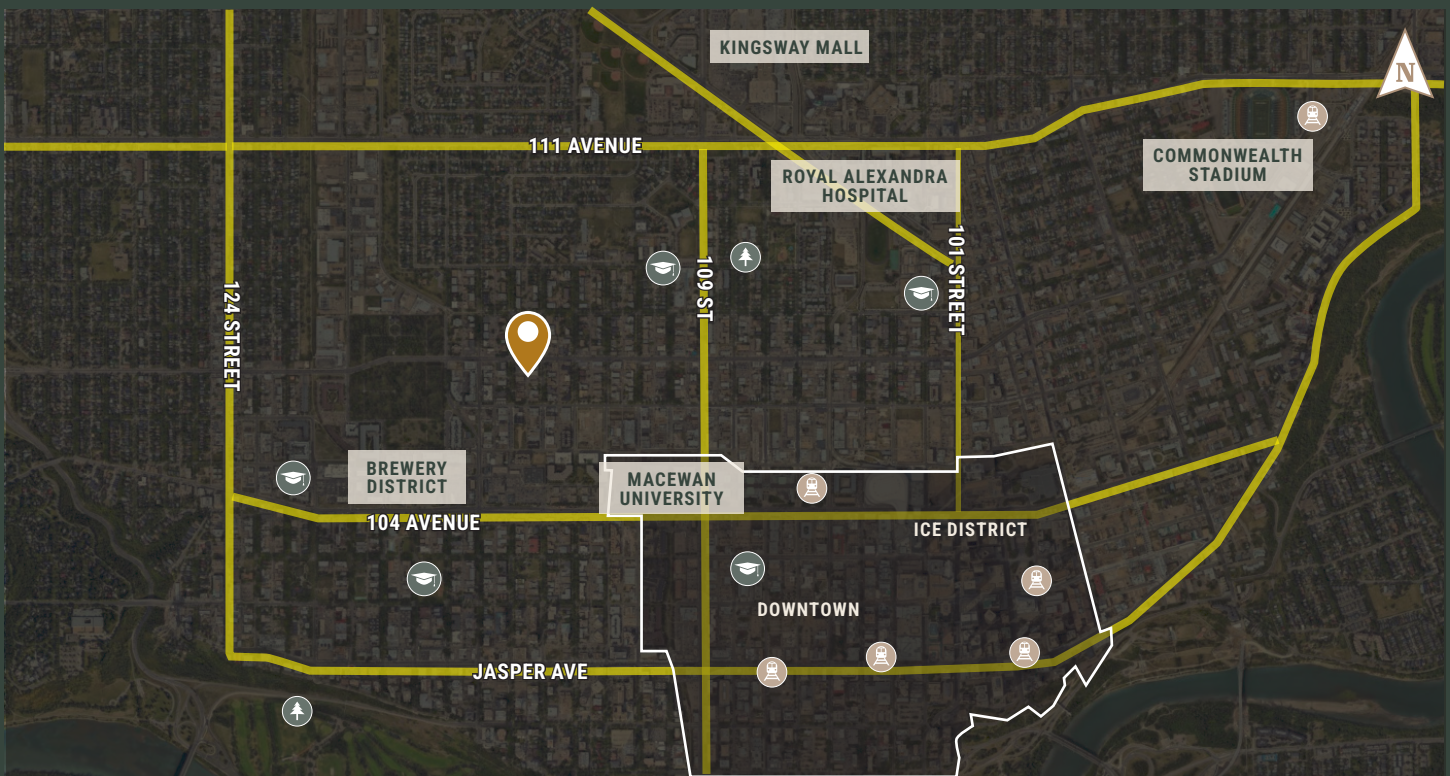 KINGSWAY MALL
N
111 AVENUE
COMMONWEALTH
STADIUM
ROYAL ALEXANDRA
HOSPITAL
124 STREET
109 ST
101 STREET
BREWERY
DISTRICT
MACEWAN
UNIVERSITY
104 AVENUE
ICE DISTRICT
DOWNTOWN
JASPER AVE